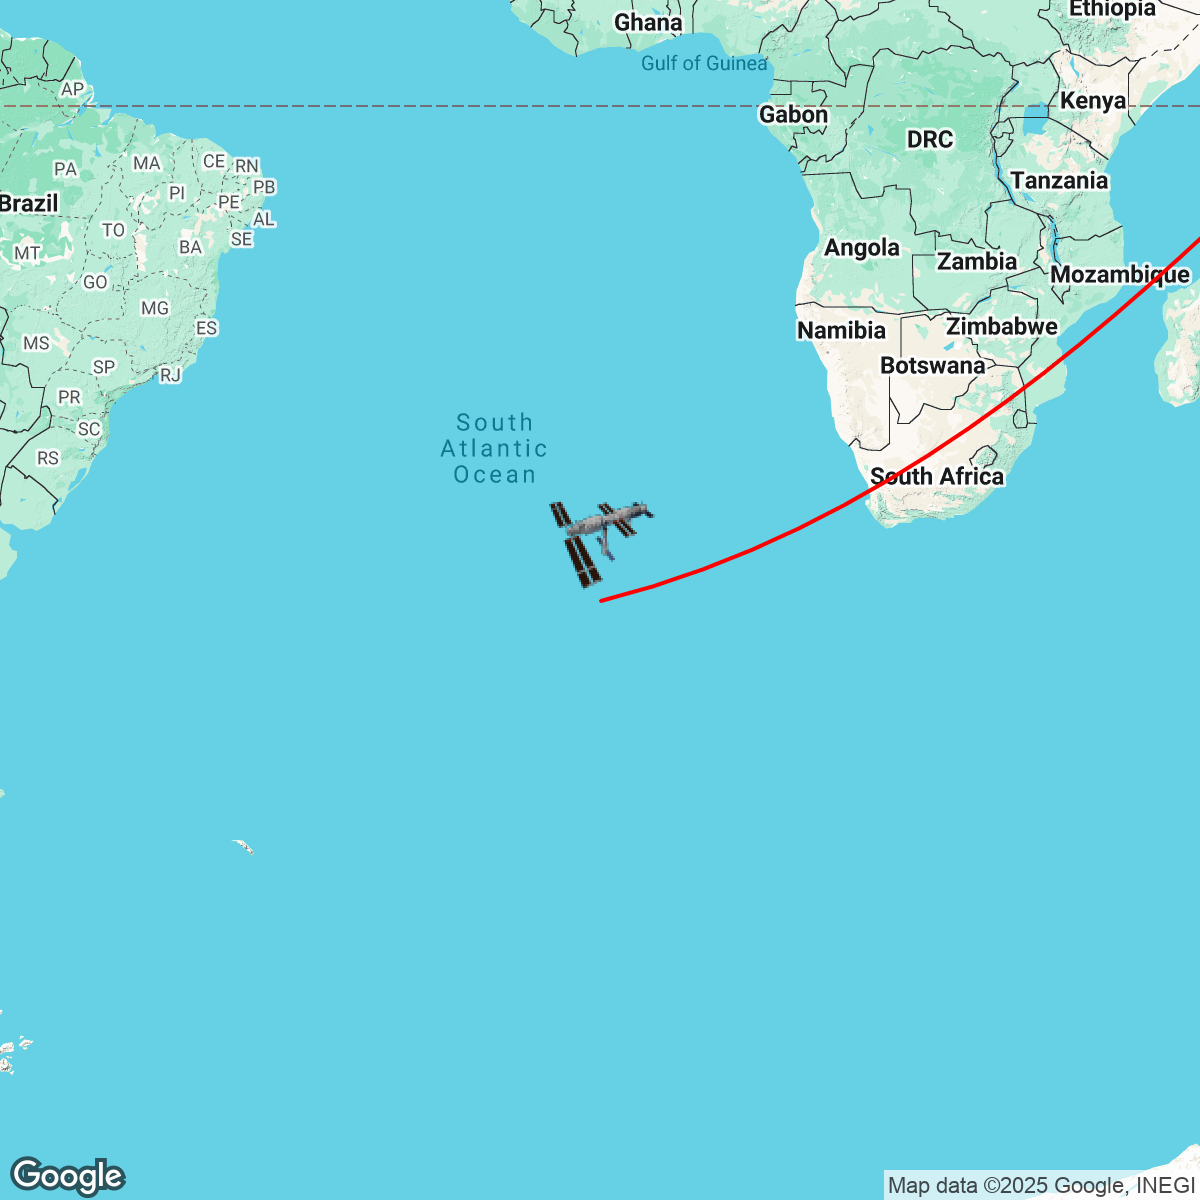 Ethiopia
Ghana
Gulf of Guinea
AP
Kenya
Gabon
DRC
MA
CE
RN
PA
Tanzania
PI
PB
PE
Brazil
AL
TO
SE
BA
Angola
MT
Zambia
Mozambique
GO
MG
ES
Namibia
Zimbabwe
MS
SP
Botswana
RJ
PR
SC
South
Atlantic
Ocean
RS
South Africa
Google
Map data ©2025 Google, INEGI